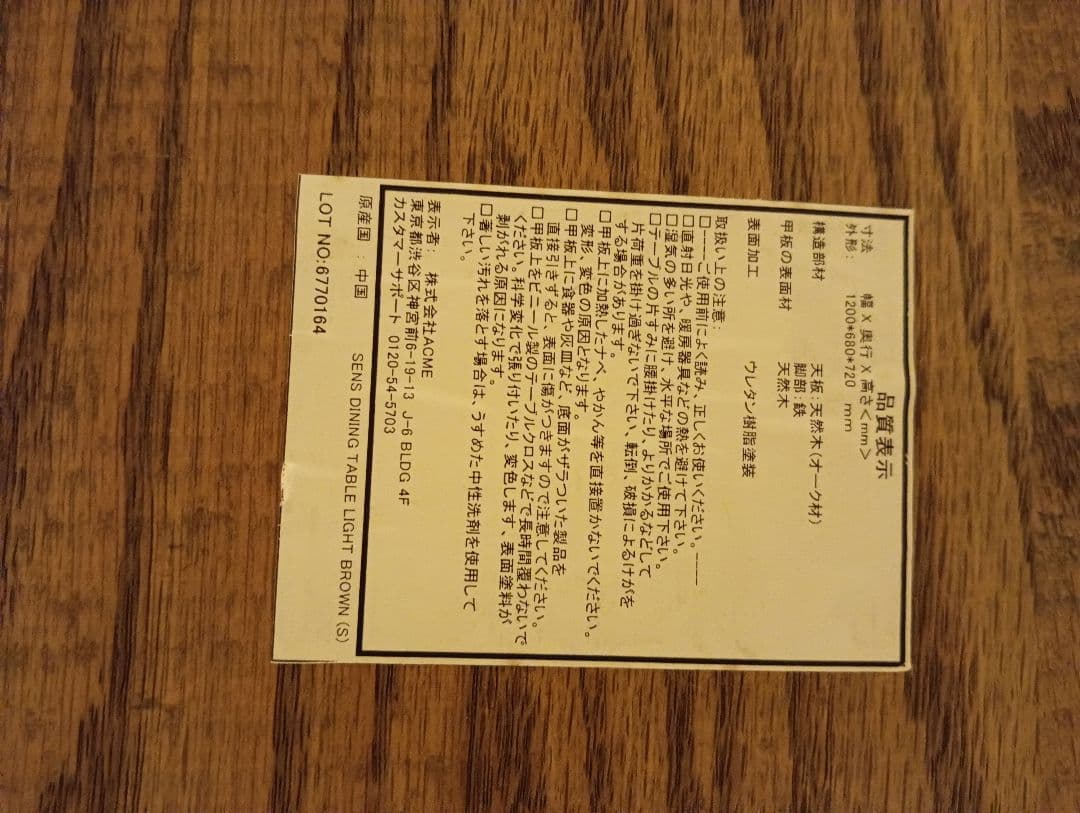 品質表示
寸法 幅 X 奥行 X 高さ<mm>
外形: 1200*680*720 mm
構造部材 天板:天然木(オーク材)
脚部:鉄
甲板の表面材 天然木
表面加工 ウレタン樹脂塗装
取扱い上の注意:
□----ご使用前によく読み、正しくお使いください。----
□直射日光や、暖房器具などの熱を避けて下さい。
□湿気の多い所を避け、水平な場所でご使用下さい。
□テーブルの片すみに腰掛けたり、よりかかるなどして
片荷重を掛け過ぎないで下さい、転倒、破損によるけがを
する場合があります。
□甲板上に加熱したナベ、やかん等を直接置かないでください。
変形、変色の原因となります。
□甲板上に食器や灰皿など、底面がザラついた製品を
直接引きずると、表面に傷がつきますので注意してください。
□甲板上をビニール製のテーブルクロスなどで長時間覆わないで
ください。科学変化で張り付いたり、変色します、表面塗料が
剥がれる原因になります。
□著しい汚れを落とす場合は、うすめた中性洗剤を使用して
下さい。
表示者: 株式会社ACME
東京都渋谷区神宮前6-19-13 J-6 BLDG 4F
カスタマーサポート 0120-54-5703
原産国 : 中国 SENS DINING TABLE LIGHT BROWN (S)
LOT NO:6770164